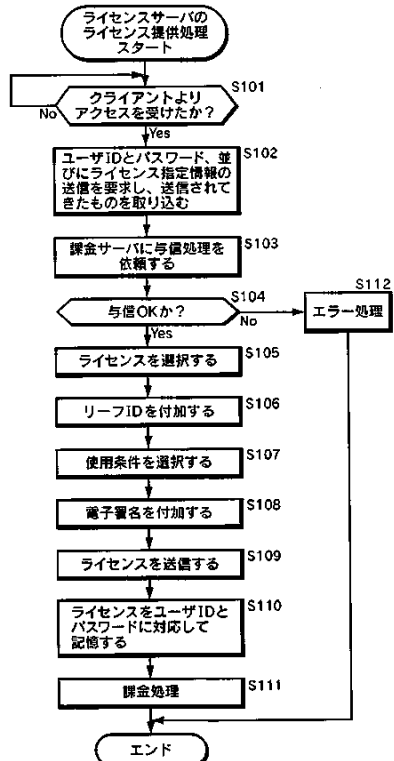 ライセンスサーバの
ライセンス提供処理
スタート
S101
クライアントより
アクセスを受けたか？
No
Yes
S102
ユーザIDとパスワード、並
びにライセンス指定情報の
送信を要求し、送信されて
きたものを取り込む
S103
課金サーバに与信処理を
依頼する
S104
与信OKか？
No
Yes
S112
エラー処理
S105
ライセンスを選択する
S106
リーフIDを付加する
S107
使用条件を選択する
S108
電子署名を付加する
S109
ライセンスを送信する
S110
ライセンスをユーザIDと
パスワードに対応して
記憶する
S111
課金処理
エンド